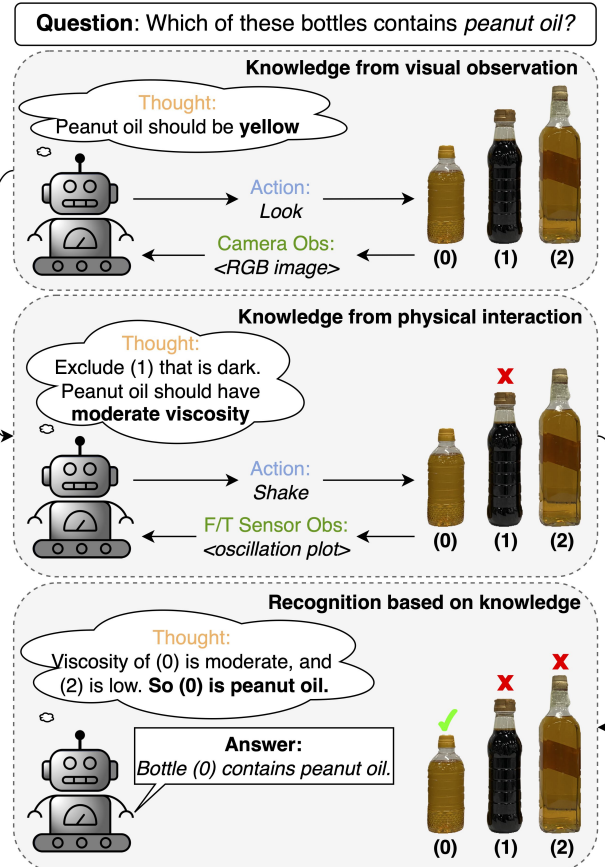 Question: Which of these bottles contains peanut oil?
Knowledge from visual observation
Thought:
Peanut oil should be yellow
Action:
Look
Camera Obs:
<RGB image>
(0)
(1)
(2)
Knowledge from physical interaction
Thought:
Exclude (1) that is dark.
Peanut oil should have
moderate viscosity
X
Action:
Shake
F/T Sensor Obs:
<oscillation plot>
(0)
(1)
(2)
Recognition based on knowledge
Thought:
Viscosity of (0) is moderate, and
(2) is low. So (0) is peanut oil.
X
X
Answer:
Bottle (0) contains peanut oil.
(0)
(1)
(2)